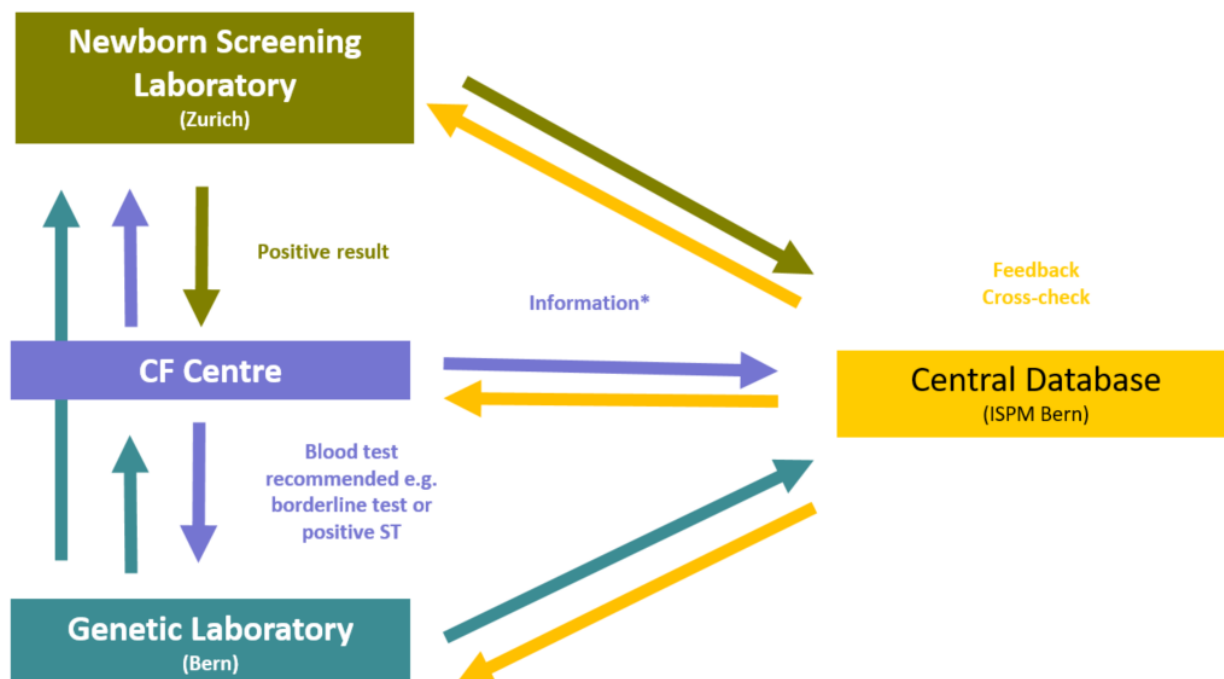 Newborn Screening
Laboratory
(Zurich)
Positive result
Feedback
Cross-check
Information*
CF Centre
Central Database
(ISPM Bern)
Blood test
recommended e.g.
borderline test or
positive ST
Genetic Laboratory
(Bern)